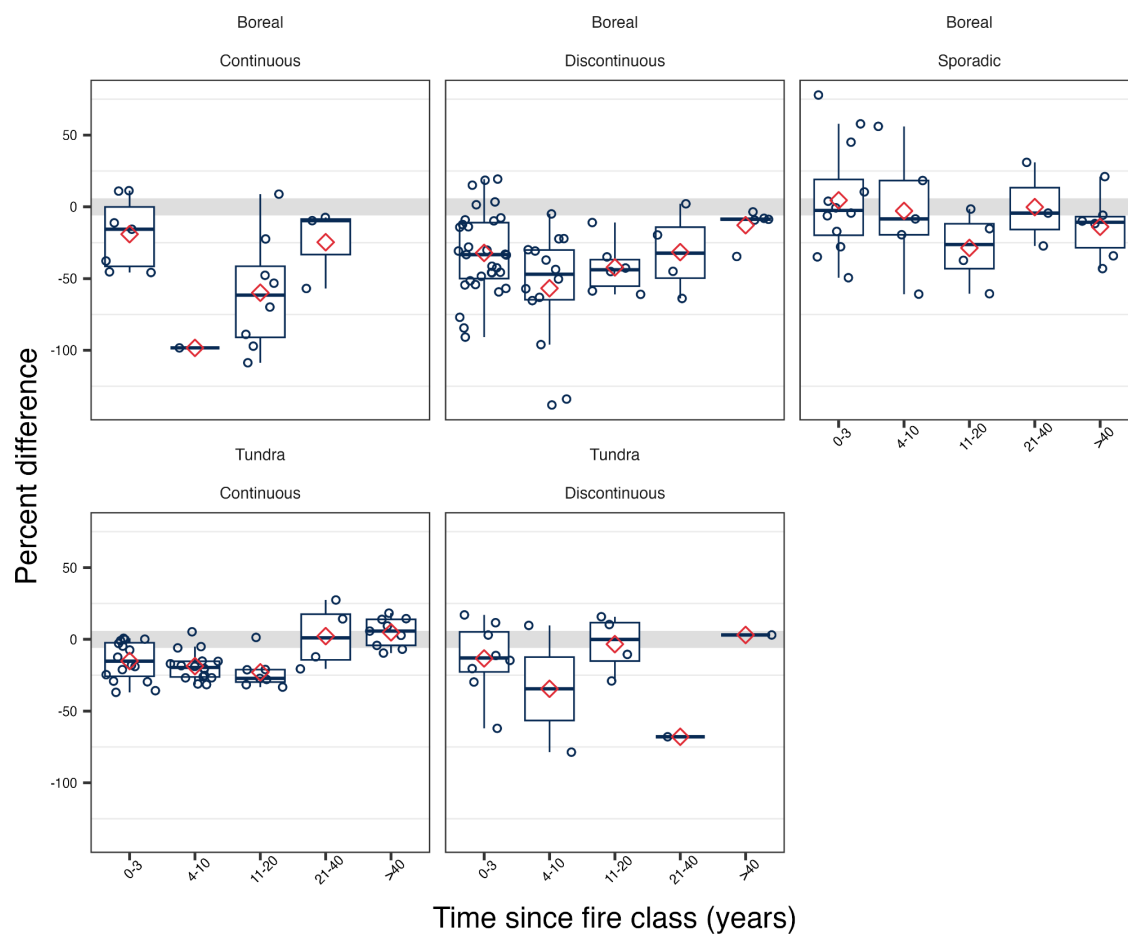 Boreal
Continuous
Boreal
Discontinuous
Boreal
Sporadic
50
0
-50
-100
0-3
4-10
11-20
21-40
>40
Percent difference
Tundra
Continuous
Tundra
Discontinuous
50
0
-50
-100
0-3
4-10
11-20
21-40
>40
0-3
4-10
11-20
21-40
>40
Time since fire class (years)